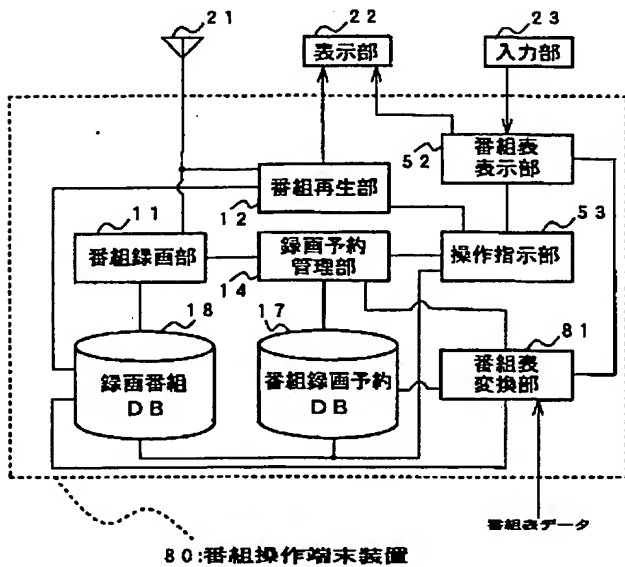 21
22
23
表示部
入力部
52
番組表
表示部
番組再生部
12
53
11
番組録画部
録画予約
管理部
14
操作指示部
18
17
81
録画番組
DB
番組録画予約
DB
番組表
変換部
番組表データ
80:番組操作端末装置